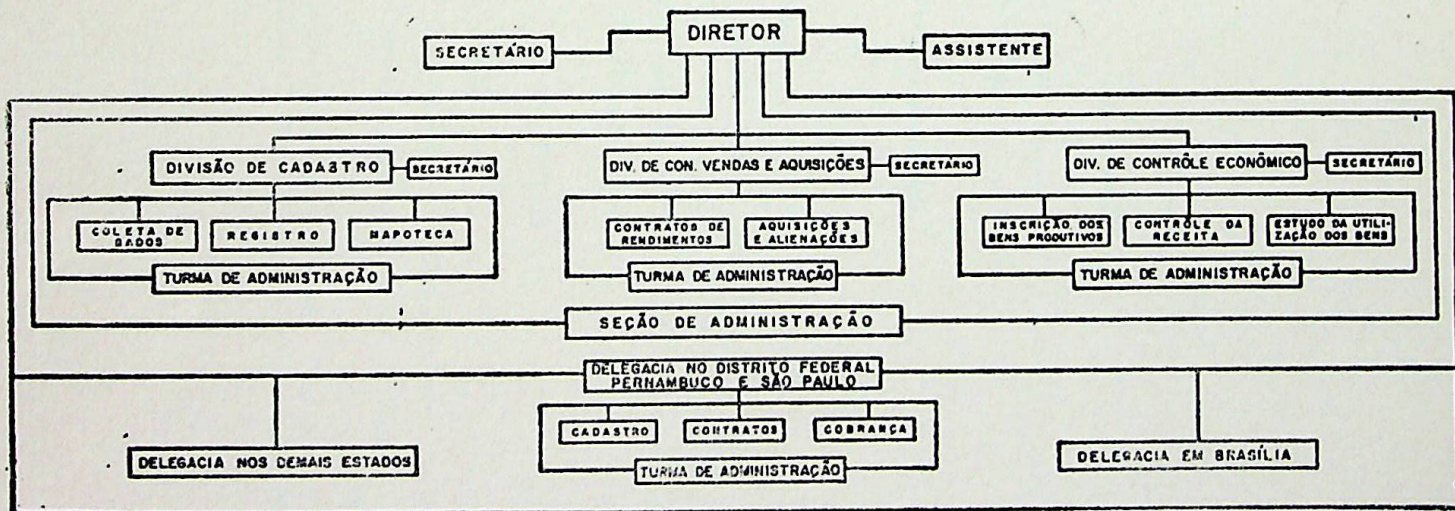 DIRETOR
SECRETÁRIO
ASSISTENTE
DIVISÃO DE CADASTRO
SECRETÁRIO
DIV. DE CON. VENDAS E AQUISIÇÕES
SECRETÁRIO
DIV. DE CONTRÔLE ECONÔMICO
SECRETÁRIO
COLETA DE
DADOS
REGISTRO
MAPOTECA
CONTRATOS DE
RENDIMENTOS
AQUISIÇÕES
E ALIENAÇÕES
INSCRIÇÃO DOS
BENS PRODUTIVOS
CONTRÔLE DA
RECEITA
ESTUDO DA UTILI-
ZAÇÃO DOS BENS
TURMA DE ADMINISTRAÇÃO
TURMA DE ADMINISTRAÇÃO
TURMA DE ADMINISTRAÇÃO
SEÇÃO DE ADMINISTRAÇÃO
DELEGACIA NO DISTRITO FEDERAL
PERNAMBUCO E SÃO PAULO
CADASTRO
CONTRATOS
COBRANÇA
DELEGACIA NOS DEMAIS ESTADOS
TURMA DE ADMINISTRAÇÃO
DELEGACIA EM BRASÍLIA